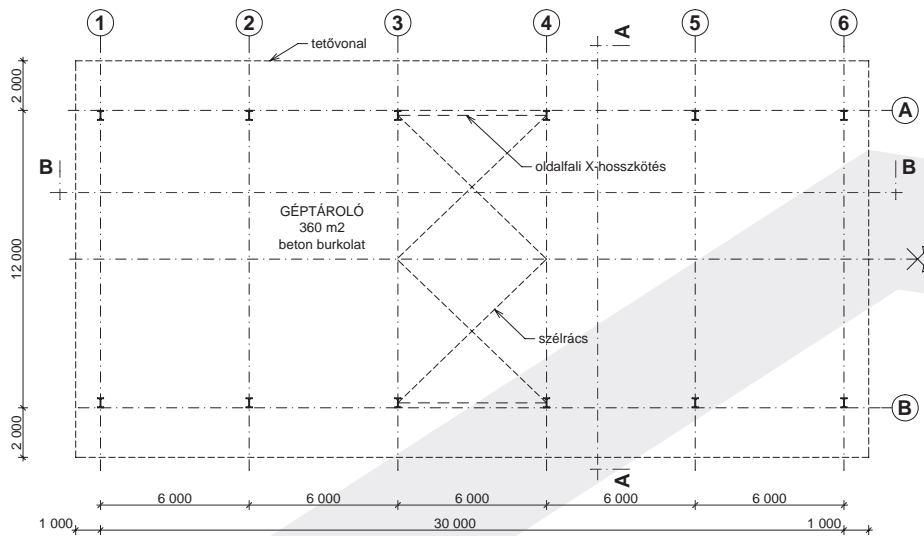 1 2 3 4 5 6
A
tetővonal
2 000
A
B
B
oldalfali X-hosszkötés
GÉPTÁROLÓ
360 m2
beton burkolat
12 000
szélrács
B
2 000
A
6 000 6 000 6 000 6 000 6 000
1 000 30 000 1 000